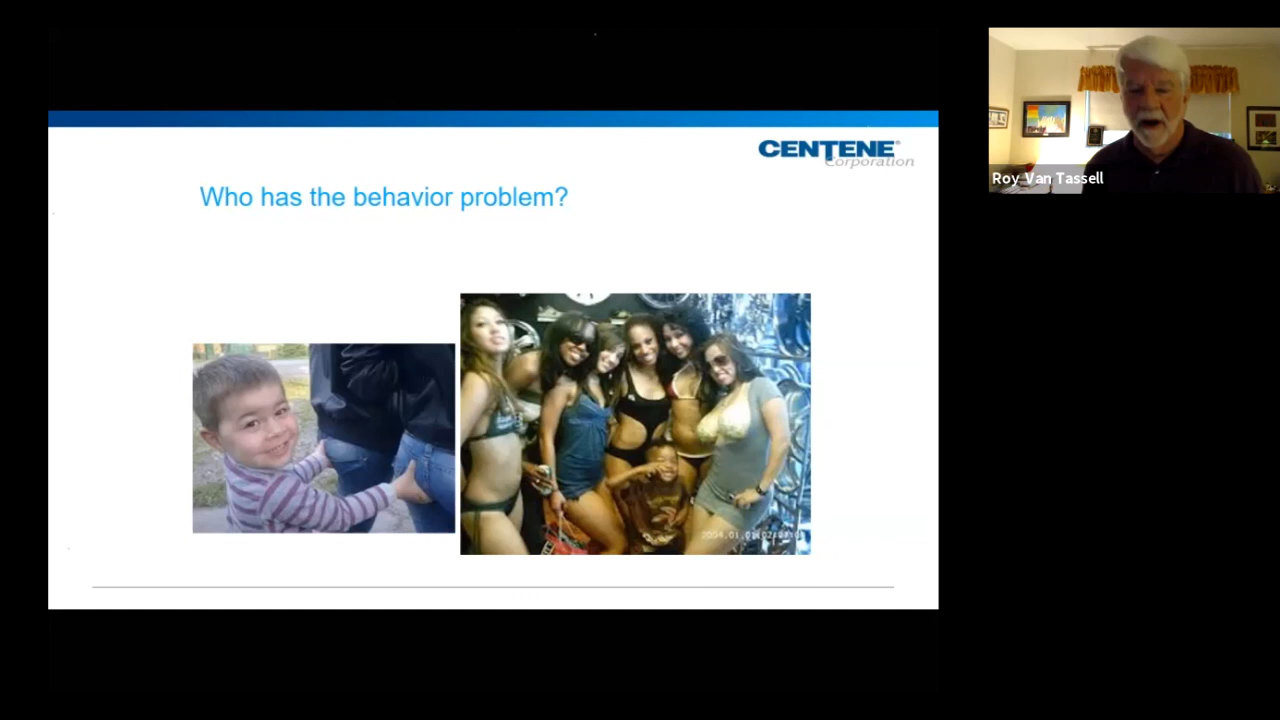 CENTENE®
Corporation
Who has the behavior problem?
Roy Van Tassell